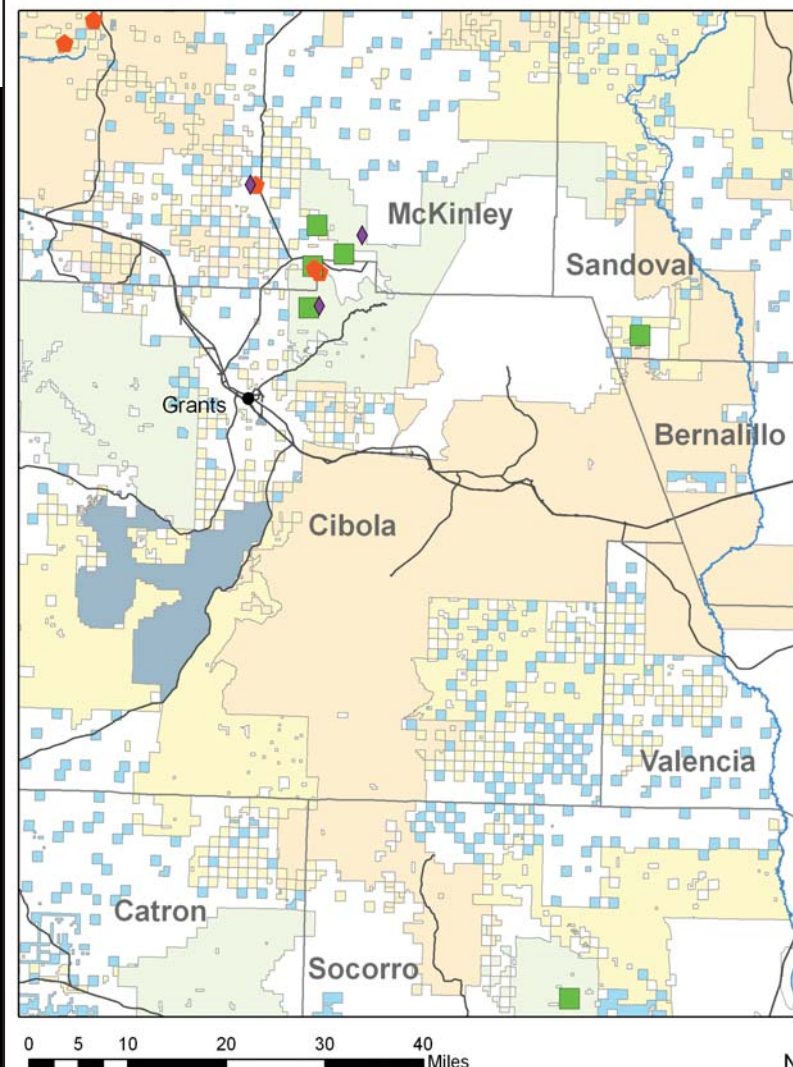 McKinley
Sandoval
Grants
Bernalillo
Cibola
Valencia
Catron
Socorro
0 5 10 20 30 40
Miles
N